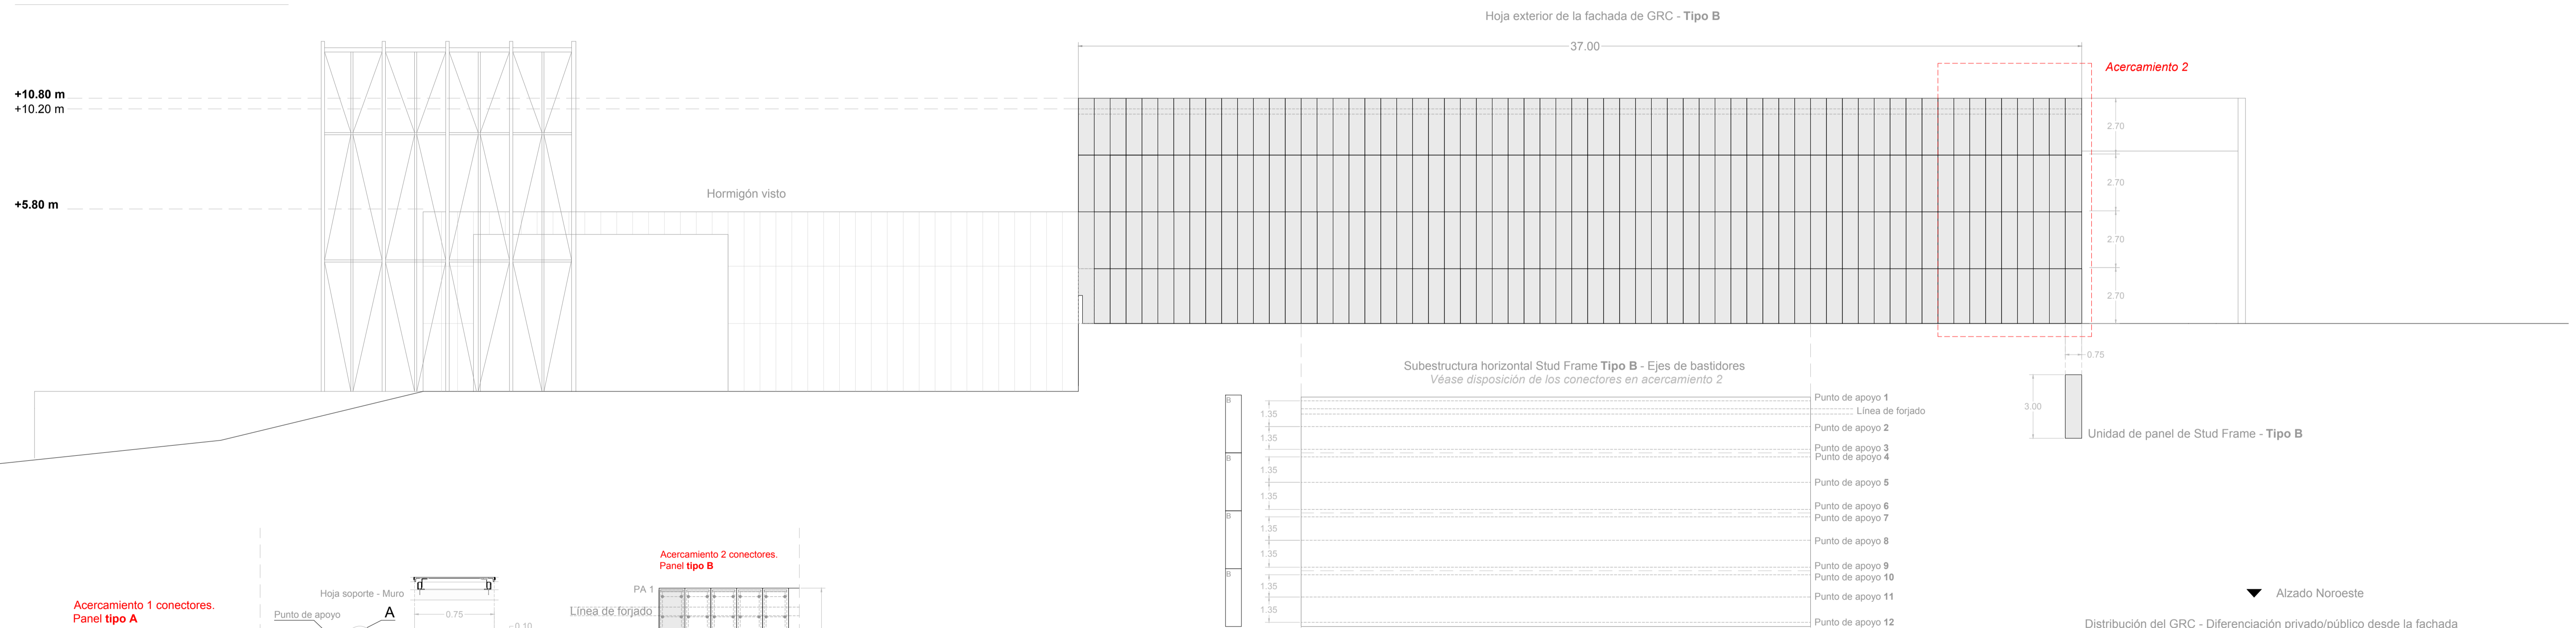 Hoja exterior de la fachada de GRC - Tipo B
37.00
Acercamiento 2
+10.80 m
+10.20 m
2.70
2.70
Hormigón visto
+5.80 m
2.70
2.70
0.75
Subestructura horizontal Stud Frame Tipo B - Ejes de bastidores
Véase disposición de los conectores en acercamiento 2
3.00
Unidad de panel de Stud Frame - Tipo B
B
B
B
B
1.35
1.35
1.35
1.35
1.35
1.35
1.35
1.35
Punto de apoyo 1
Línea de forjado
Punto de apoyo 2
Punto de apoyo 3
Punto de apoyo 4
Punto de apoyo 5
Punto de apoyo 6
Punto de apoyo 7
Punto de apoyo 8
Punto de apoyo 9
Punto de apoyo 10
Punto de apoyo 11
Punto de apoyo 12
Acercamiento 2 conectores.
Panel tipo B
PA 1
Línea de forjado
Hoja soporte - Muro
Acercamiento 1 conectores.
Panel tipo A
Punto de apoyo
A
0.75
0.10
Alzado Noroeste
Distribución del GRC - Diferenciación privado/público desde la fachada